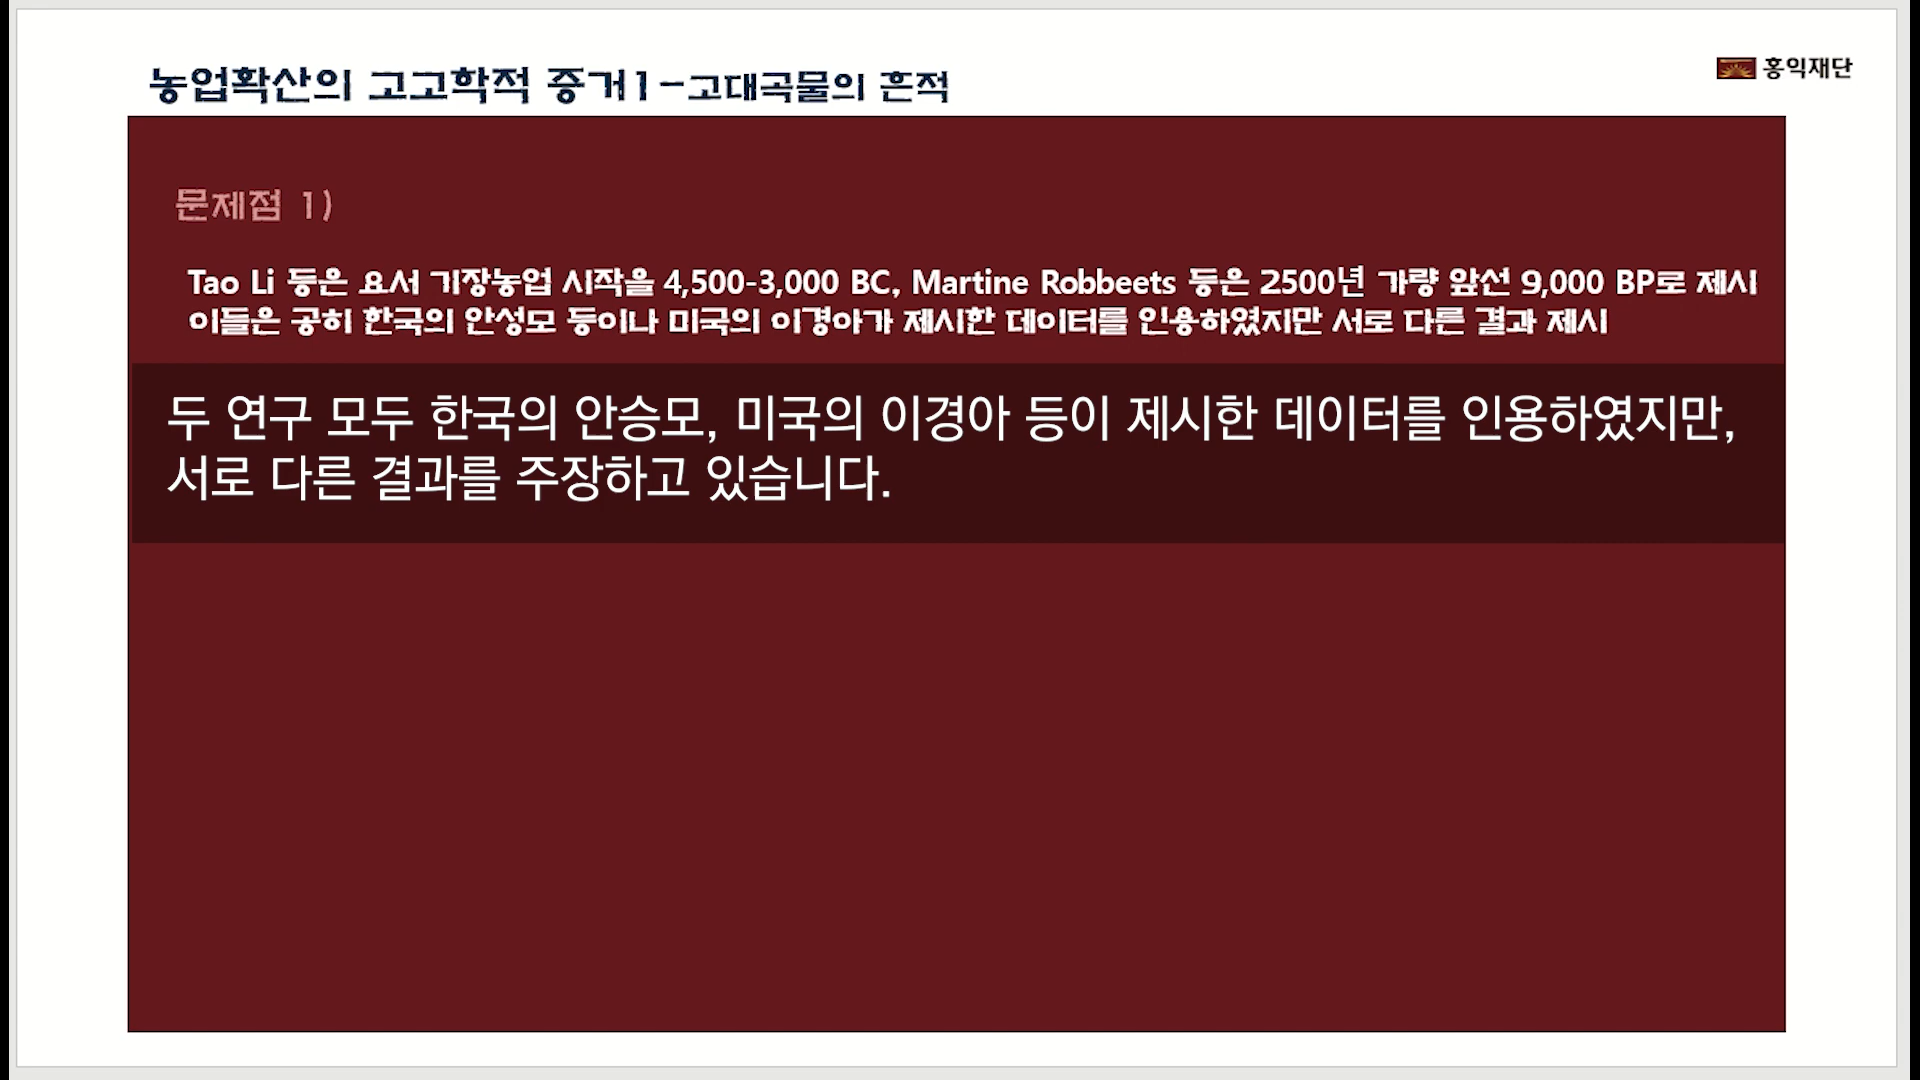 농업확산의 고고학적 증거1-고대곡물의 흔적
홍익재단
문제점 1)
Tao Li 등은 요서 기장농업 시작을 4,500-3,000 BC, Martine Robbeets 등은 2500년 가량 앞선 9,000 BP로 제시
이들은 공히 한국의 안성모 등이나 미국의 이경아가 제시한 데이터를 인용하였지만 서로 다른 결과 제시
두 연구 모두 한국의 안승모, 미국의 이경아 등이 제시한 데이터를 인용하였지만,
서로 다른 결과를 주장하고 있습니다.